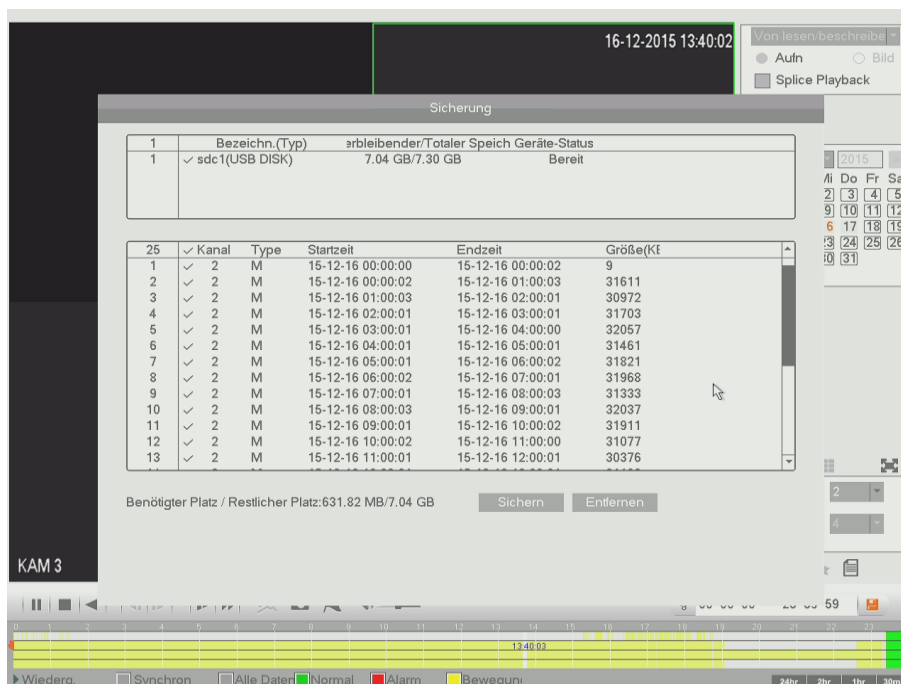 16-12-2015 13:40:02
Von lesen/beschreibe
Aufn Bild
Splice Playback
Sicherung
1 Bezeichn.(Typ) erbleibender/Totaler Speich Geräte-Status
1 sdc1(USB DISK) 7.04 GB/7.30 GB Bereit
2015
Mi Do Fr Sa
2 3 4 5
9 10 11 12
6 17 18 19
23 24 25 26
30 31
25 Kanal Type Startzeit Endzeit Größe(KE
1 2 M 15-12-16 00:00:00 15-12-16 00:00:02 9
2 2 M 15-12-16 00:00:02 15-12-16 01:00:03 31611
3 2 M 15-12-16 01:00:03 15-12-16 02:00:01 30972
4 2 M 15-12-16 02:00:01 15-12-16 03:00:01 31703
5 2 M 15-12-16 03:00:01 15-12-16 04:00:00 32057
6 2 M 15-12-16 04:00:01 15-12-16 05:00:01 31461
7 2 M 15-12-16 05:00:01 15-12-16 06:00:02 31821
8 2 M 15-12-16 06:00:02 15-12-16 07:00:01 31968
9 2 M 15-12-16 07:00:01 15-12-16 08:00:03 31333
10 2 M 15-12-16 08:00:03 15-12-16 09:00:01 32037
11 2 M 15-12-16 09:00:01 15-12-16 10:00:02 31911
12 2 M 15-12-16 10:00:02 15-12-16 11:00:00 31077
13 2 M 15-12-16 11:00:01 15-12-16 12:00:01 30376
Benötigter Platz / Restlicher Platz:631.82 MB/7.04 GB Sichern Entfernen
2
4
KAM 3
59
0 1 2 3 4 5 6 7 8 9 10 11 12 13 14 15 16 17 18 19 20 21 22 23
13:40:03
Wiederg. Synchron Alle Daten Normal Alarm Bewegun
24hr 2hr 1hr 30m